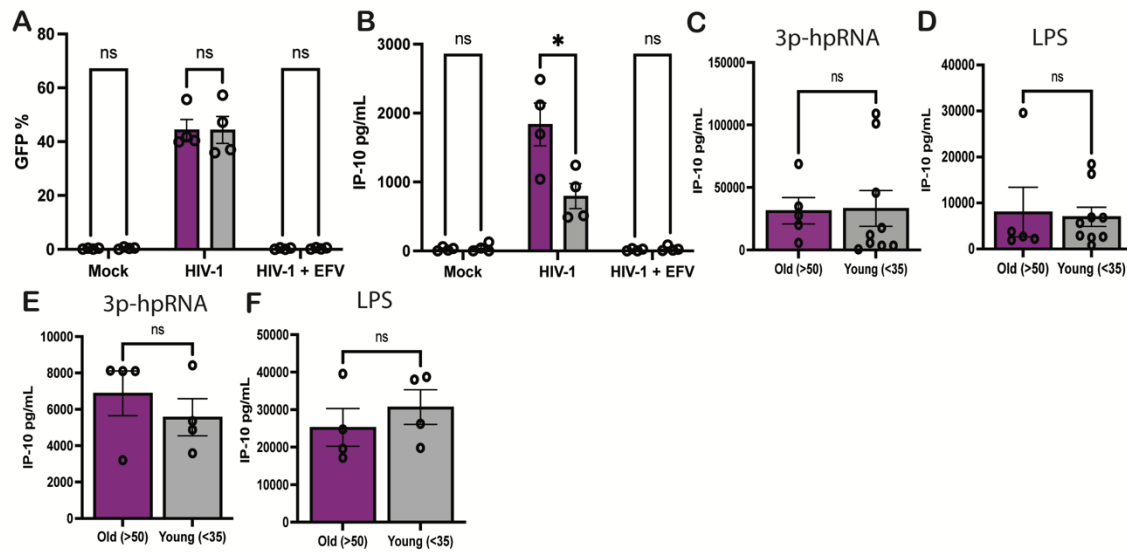 A
GFP %
80
60
40
20
0
ns
ns
ns
Mock
HIV-1
HIV-1 + EFV
B
IP-10 pg/mL
3000
2000
1000
0
ns
*
ns
Mock
HIV-1
HIV-1 + EFV
C
3p-hpRNA
IP-10 pg/mL
150000
100000
50000
0
ns
Old (>50)
Young (<35)
D
LPS
IP-10 pg/mL
40000
30000
20000
10000
0
ns
Old (>50)
Young (<35)
E
3p-hpRNA
IP-10 pg/mL
10000
8000
6000
4000
2000
0
ns
Old (>50)
Young (<35)
F
LPS
IP-10 pg/mL
50000
40000
30000
20000
10000
0
ns
Old (>50)
Young (<35)